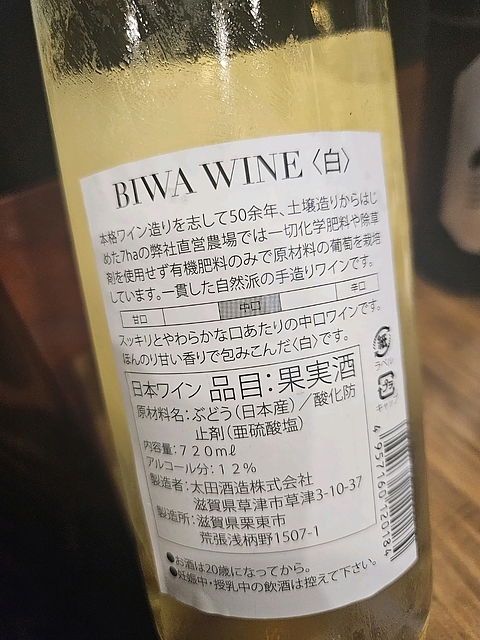 BIWA WINE〈白〉
本格ワイン造りを志して50余年、土壌造りからはじ
めた7haの弊社直営農場では一切化学肥料や除草
剤を使用せず有機肥料のみで原材料の葡萄を栽培
しています。一貫した自然派の手造りワインです。
甘口 中口 辛口
スッキリとやわらかな口あたりの中口ワインです。
ほんのり甘い香りで包みこんだ〈白〉です。
日本ワイン 品目:果実酒
原材料名:ぶどう(日本産)/酸化防
止剤(亜硫酸塩)
内容量:720mℓ
アルコール分:12%
製造者:太田酒造株式会社
滋賀県草津市草津3-10-37
製造所:滋賀県栗東市
荒張浅柄野1507-1
●お酒は20歳になってから。
●妊娠中・授乳中の飲酒は控えて下さい。
紙
ラベル
キャップ
4957160120184